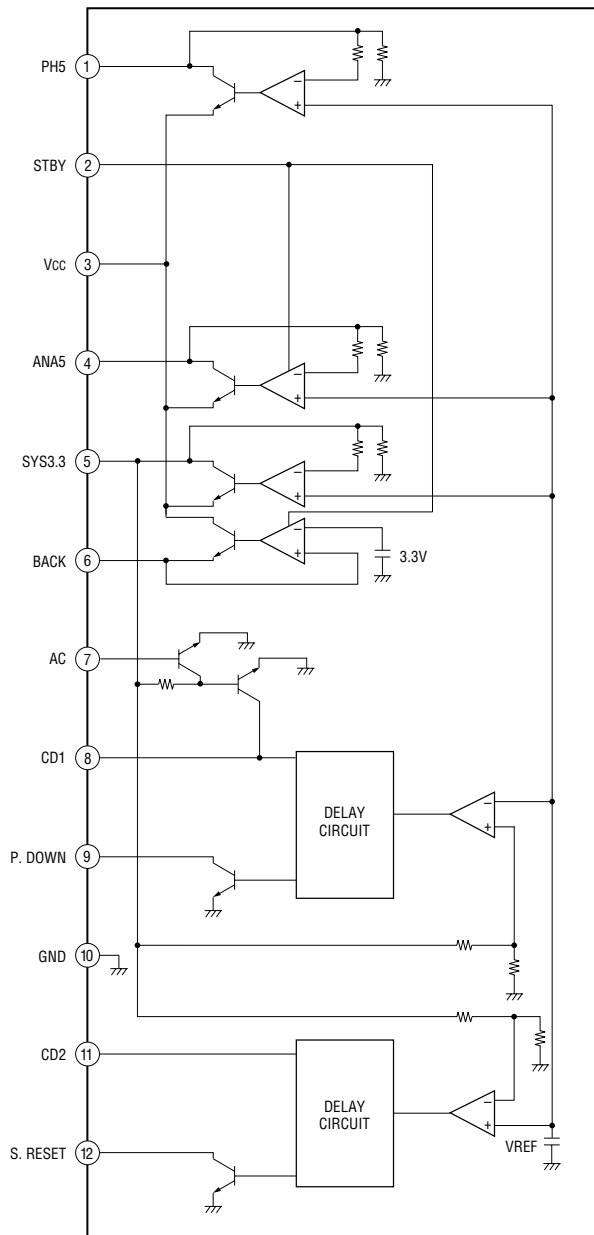 PH5 1
− +
STBY 2
Vcc 3
ANA5 4
− +
SYS3.3 5
− +
BACK 6
− +
3.3V
AC 7
CD1 8
DELAY
CIRCUIT
− +
P. DOWN 9
GND 10
CD2 11
DELAY
CIRCUIT
− +
VREF
S. RESET 12